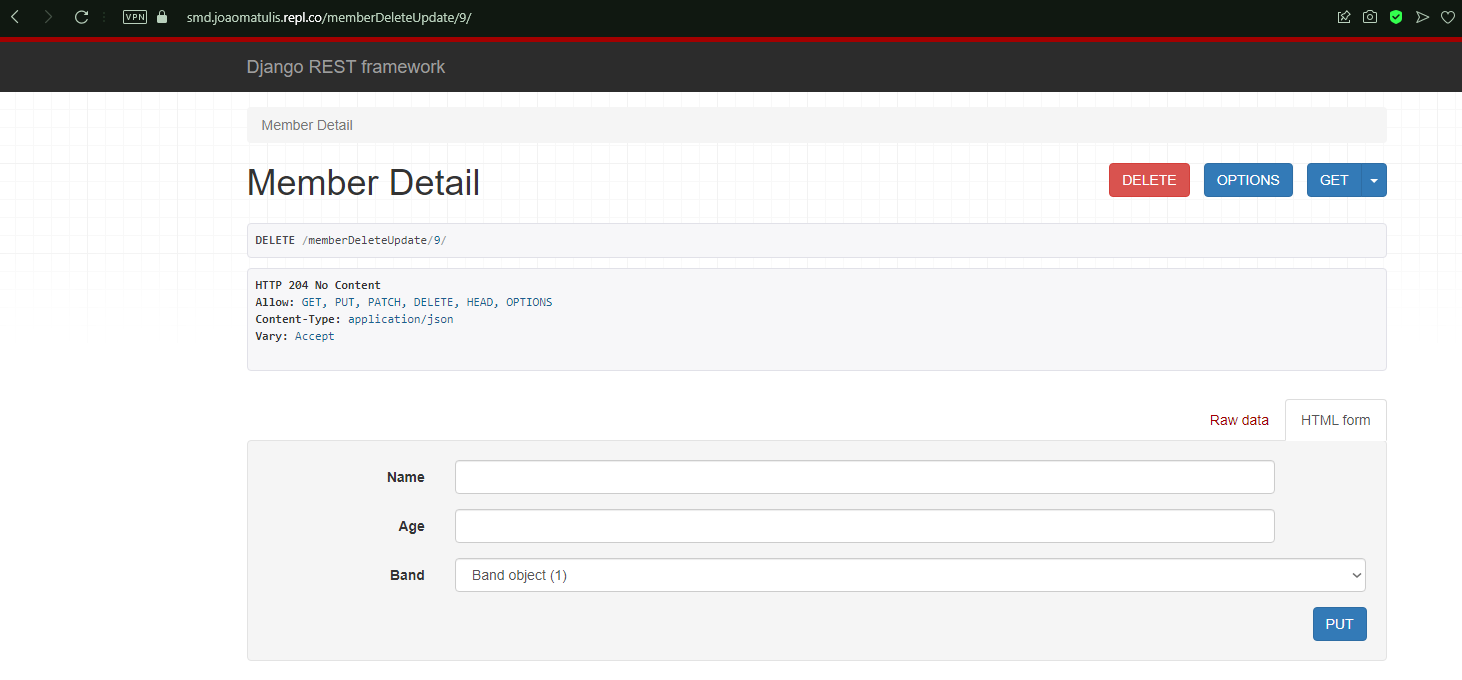 VPN smd.joaomatulis.repl.co/memberDeleteUpdate/9/
Django REST framework
Member Detail
Member Detail
DELETE OPTIONS GET
DELETE /memberDeleteUpdate/9/
HTTP 204 No Content
Allow: GET, PUT, PATCH, DELETE, HEAD, OPTIONS
Content-Type: application/json
Vary: Accept
Raw data HTML form
Name
Age
Band Band object (1)
PUT